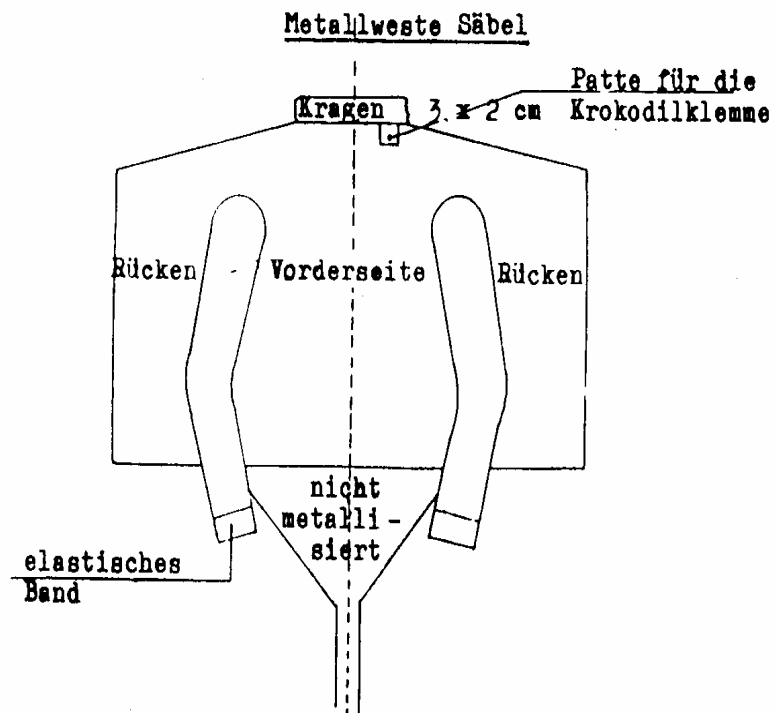 Metallweste Säbel
Patte für die
Kragen 3 x 2 cm Krokodilklemme
Rücken Vorderseite Rücken
nicht
metalli-
siert
elastisches
Band